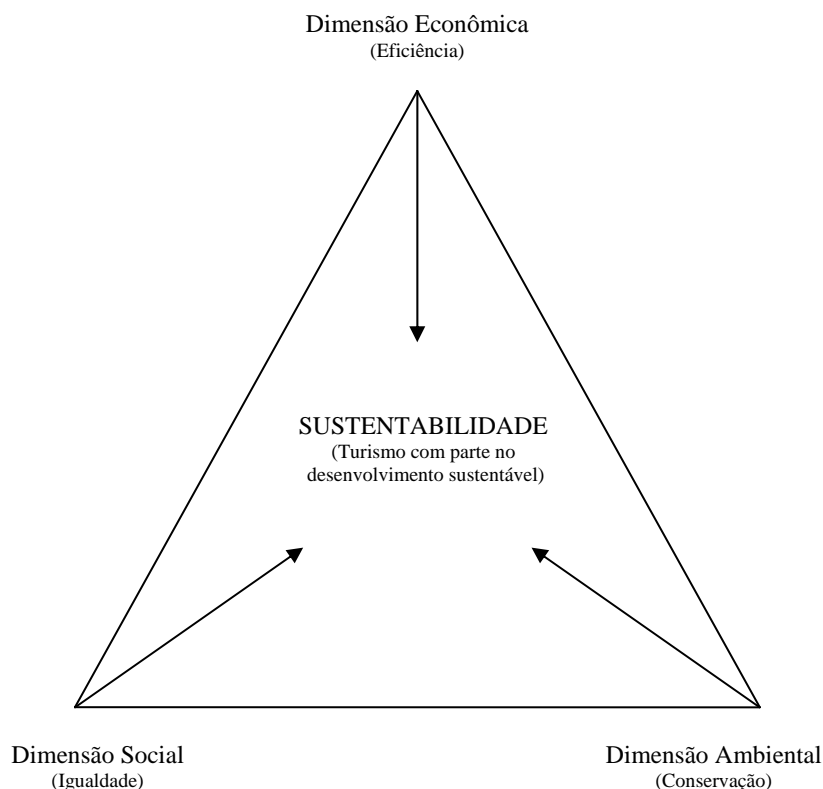 Dimensão Econômica
(Eficiência)
SUSTENTABILIDADE
(Turismo com parte no
desenvolvimento sustentável)
Dimensão Social
(Igualdade)
Dimensão Ambiental
(Conservação)